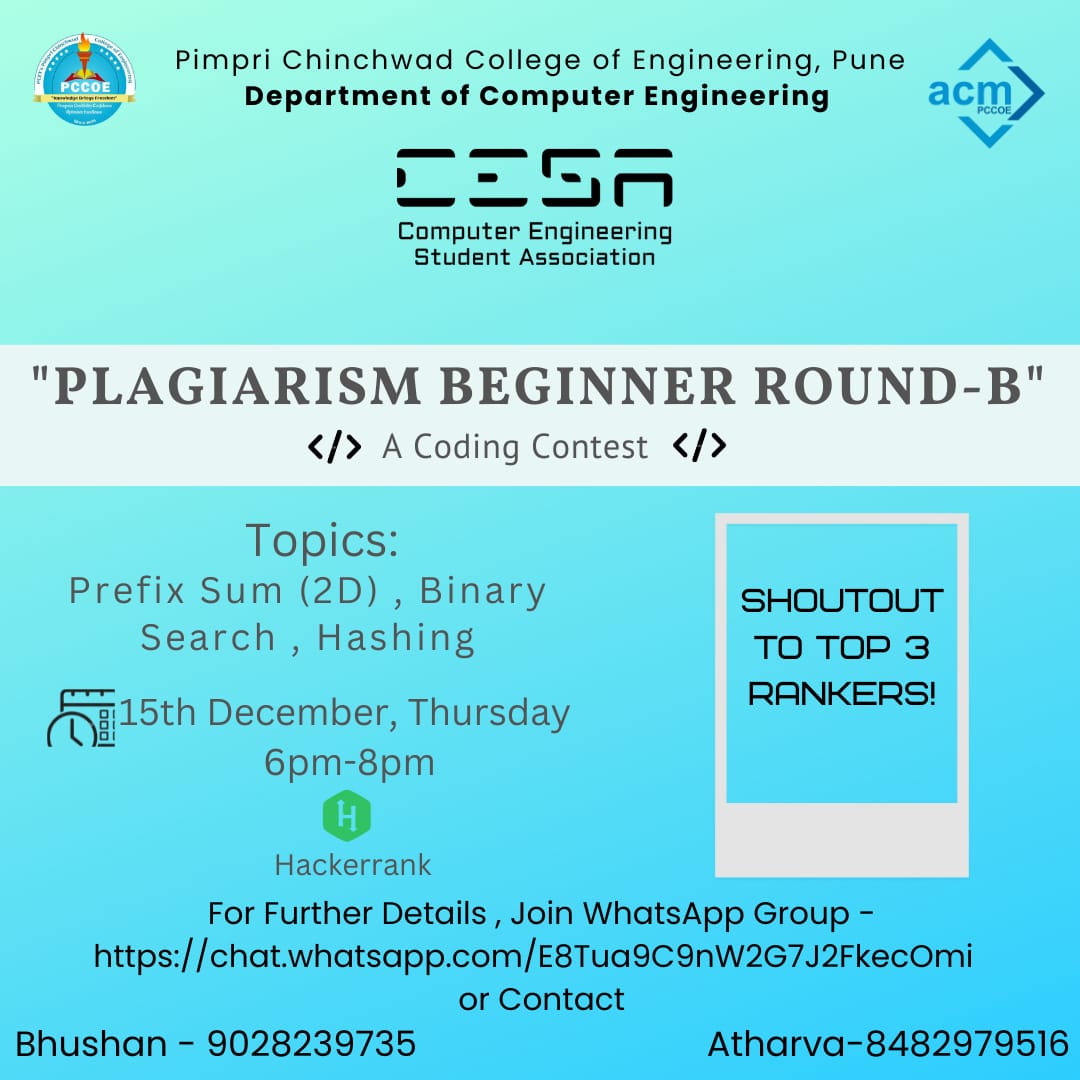 Pimpri Chinchwad College of Engineering, Pune
Department of Computer Engineering
PCCOE
acm
PCCOE
CESA
Computer Engineering
Student Association
"PLAGIARISM BEGINNER ROUND-B"
</> A Coding Contest </>
Topics:
Prefix Sum (2D) , Binary
Search , Hashing
15th December, Thursday
6pm-8pm
H
Hackerrank
SHOUTOUT
TO TOP 3
RANKERS!
For Further Details , Join WhatsApp Group -
https://chat.whatsapp.com/E8Tua9C9nW2G7J2FkecOmi
or Contact
Bhushan - 9028239735
Atharva-8482979516